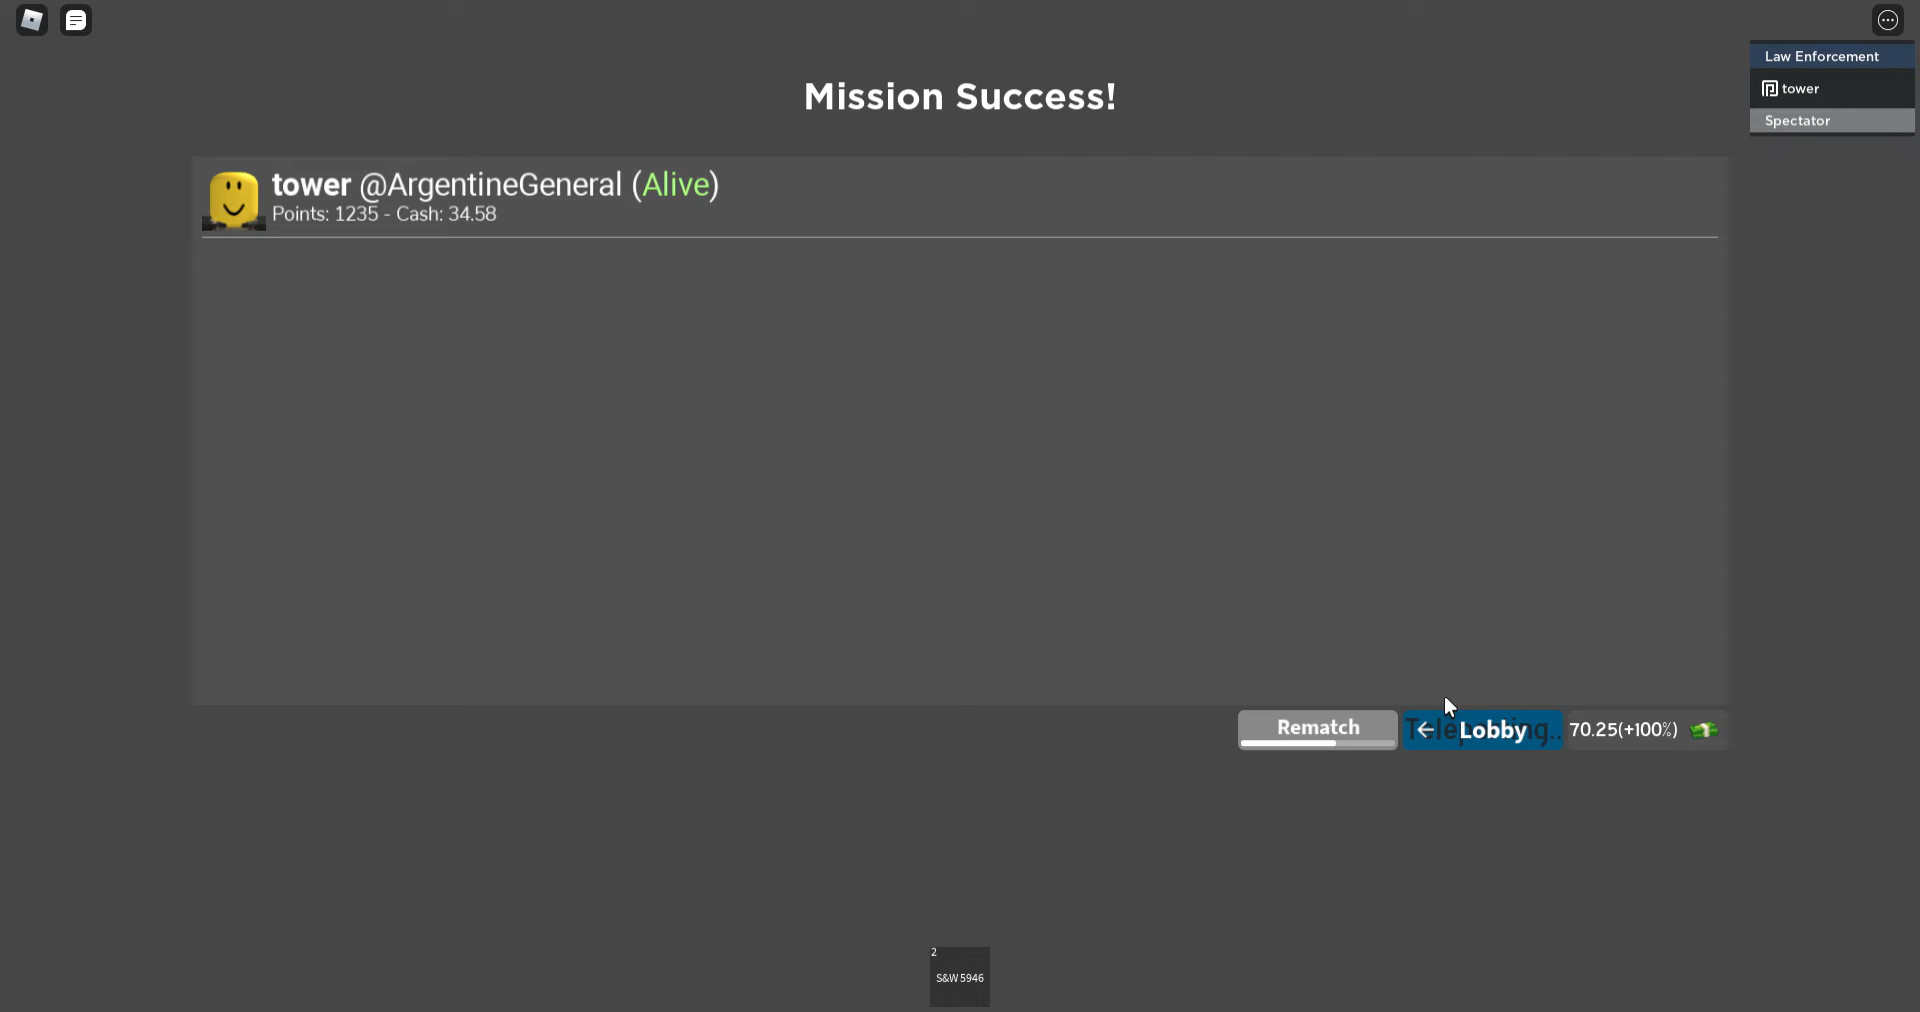 Law Enforcement
tower
Spectator
Mission Success!
tower @ArgentineGeneral (Alive)
Points: 1235 - Cash: 34.58
Rematch
Lobby
70.25(+100%)
2
S&W 5946